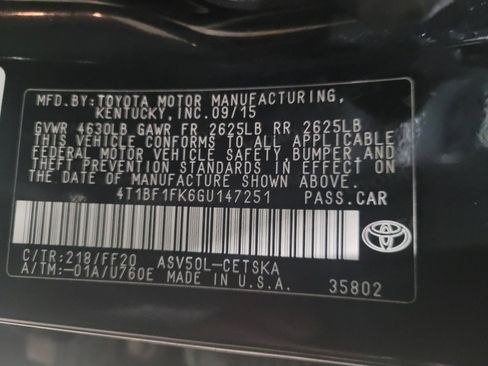 MFD.BY:TOYOTA MOTOR MANUFACTURING,
KENTUCKY,INC.09/15
GVWR 4630LB GAWR FR 2625LB RR 2625LB
THIS VEHICLE CONFORMS TO ALL APPLICABLE
FEDERAL MOTOR VEHICLE SAFETY,BUMPER,AND
THEFT PREVENTION STANDARDS IN EFFECT ON
THE DATE OF MANUFACTURE SHOWN ABOVE.
4T1BF1FK6GU147251 PASS.CAR
C/TR:218/FF20 ASV50L-CETSKA
A/TM:-01A/U760E MADE IN U.S.A. 35802